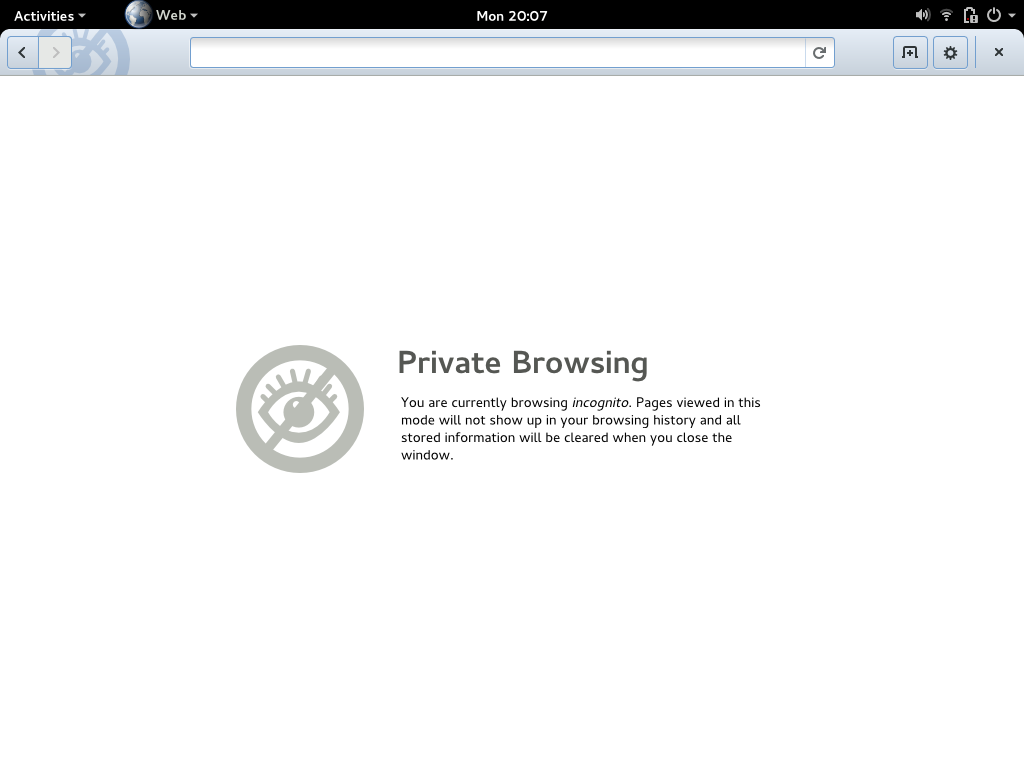 Activities
Web
Mon 20:07
Private Browsing
You are currently browsing incognito. Pages viewed in this
mode will not show up in your browsing history and all
stored information will be cleared when you close the
window.